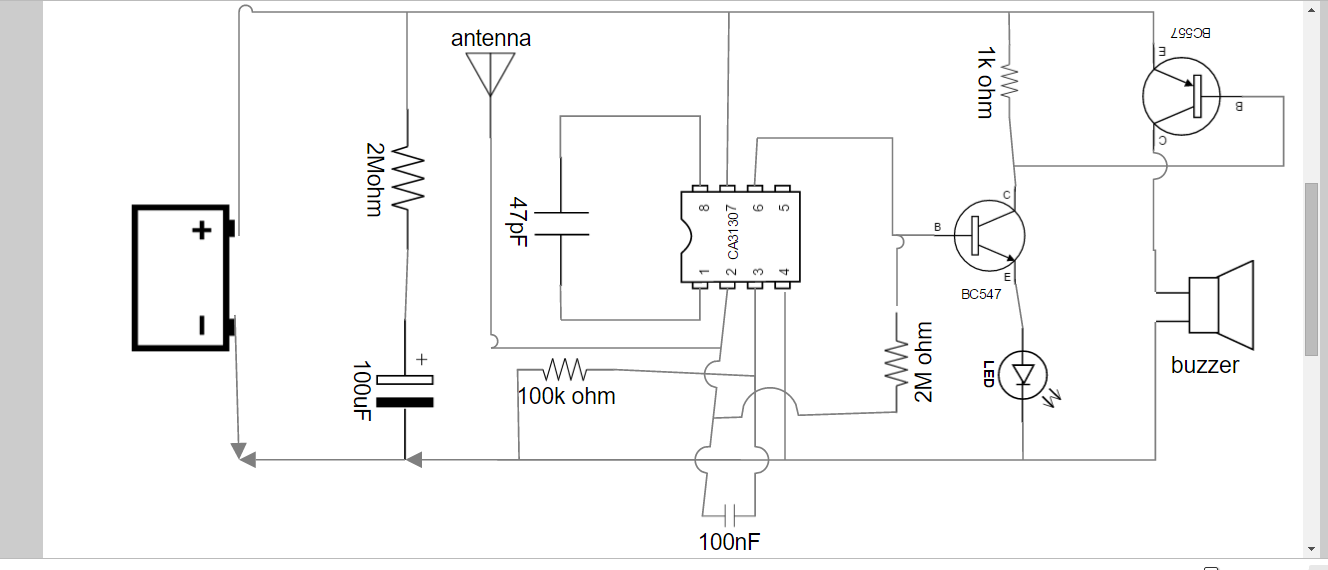 antenna
BC557
E
B
C
1k ohm
2Mohm
47pF
8
7
6
5
CA31307
1
2
3
4
+
−
C
B
E
BC547
2M ohm
LED
buzzer
+
100uF
100k ohm
100nF